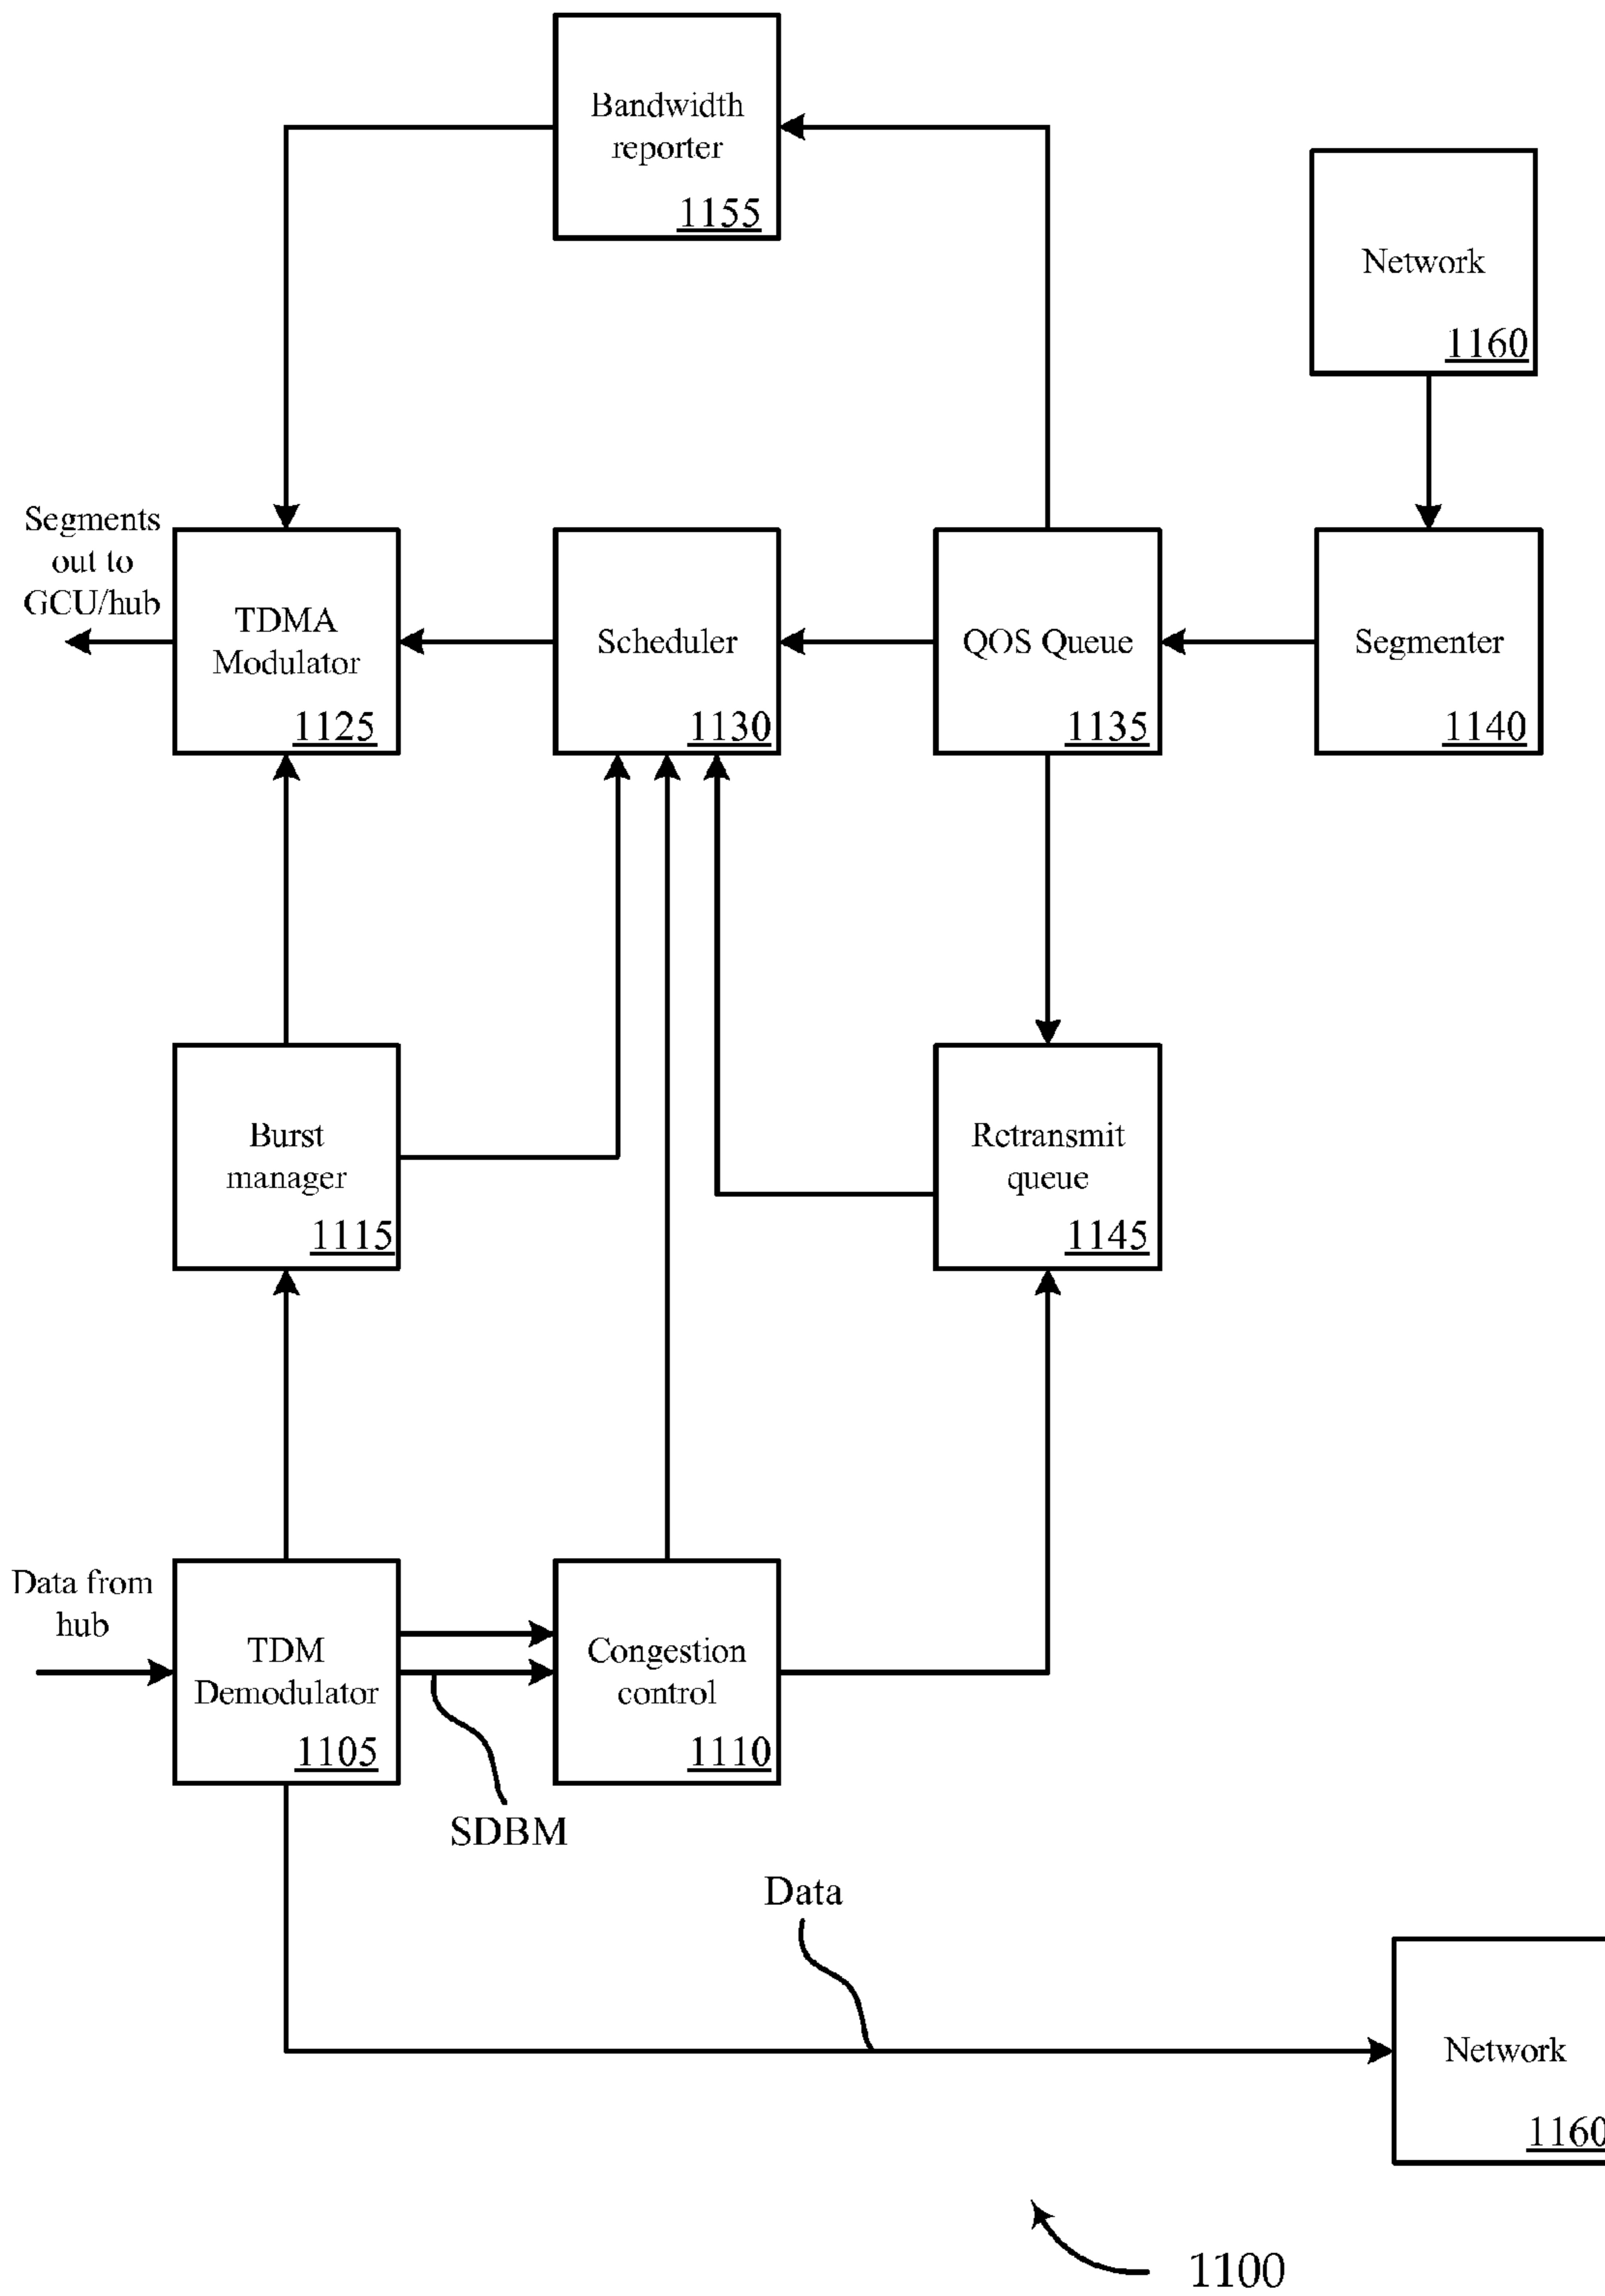 Bandwidth
reporter
1155
Network
1160
Segments
out to
GCU/hub
TDMA
Modulator
1125
Scheduler
1130
QOS Queue
1135
Segmenter
1140
Burst
manager
1115
Retransmit
queue
1145
Data from
hub
TDM
Demodulator
1105
Congestion
control
1110
SDBM
Data
Network
1160
1100